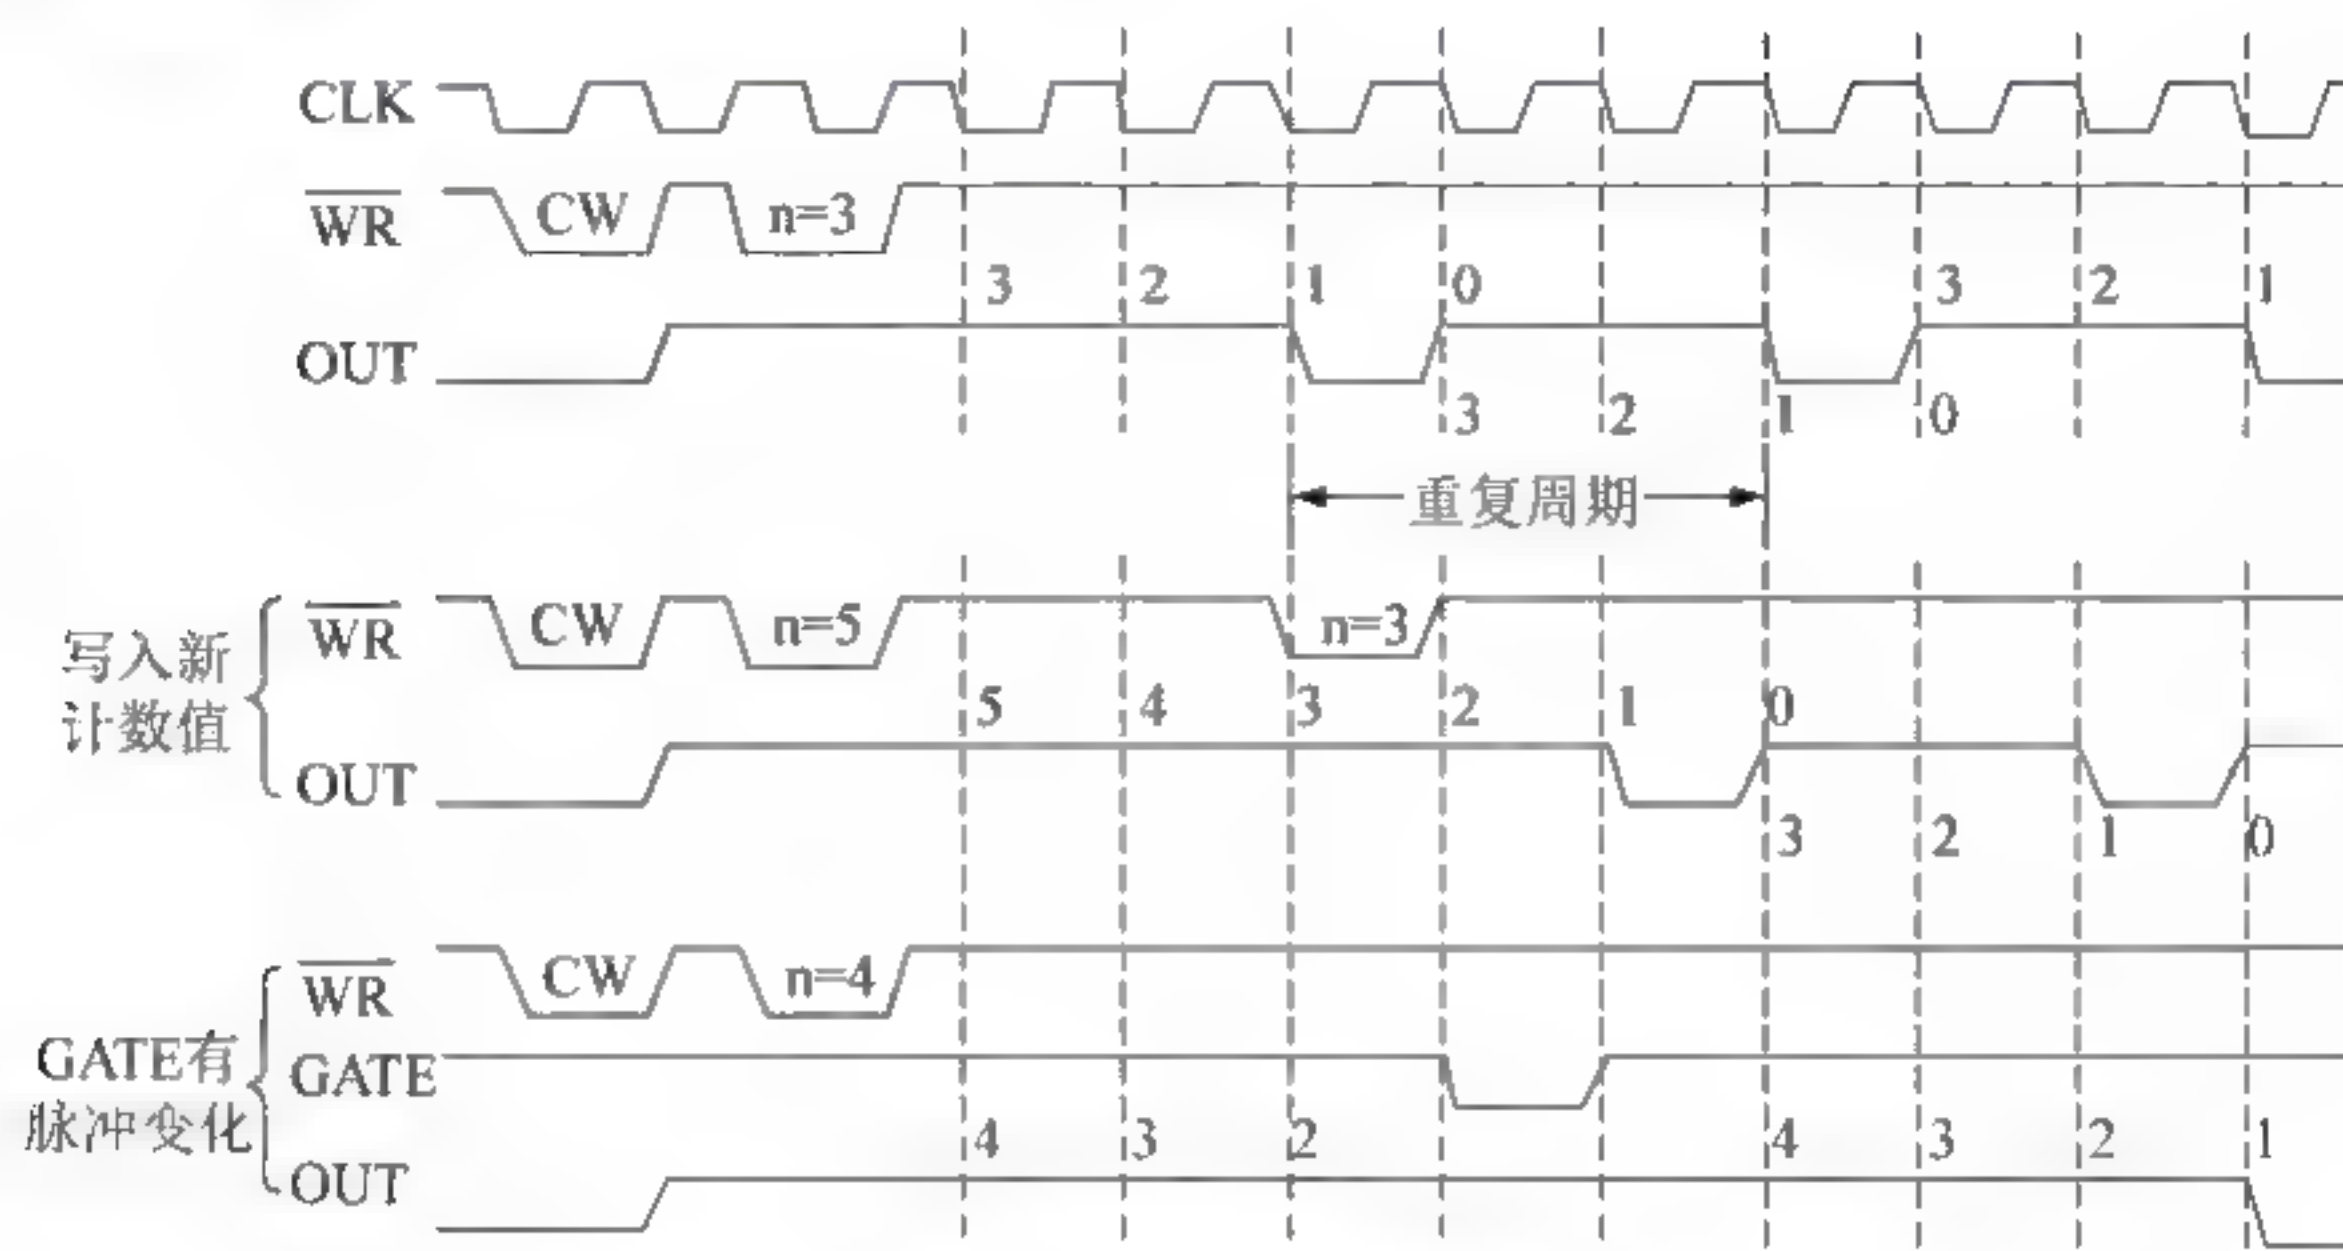 CLK
WR CW n=3
3 2 1 0 3 2 1
OUT
3 2 1 0
重复周期
写入新
计数值
WR CW n=5 n=3
5 4 3 2 1 0
OUT
3 2 1 0
GATE有
脉冲变化
WR CW n=4
GATE
4 3 2 4 3 2 1
OUT